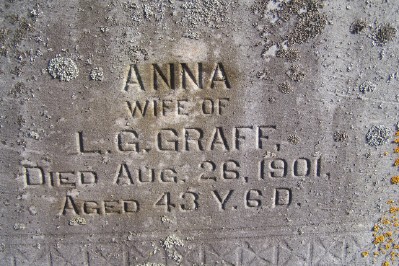 ANNA
WIFE OF
L. G. GRAFF,
DIED AUG. 26, 1901,
AGED 43 Y. 6 D.